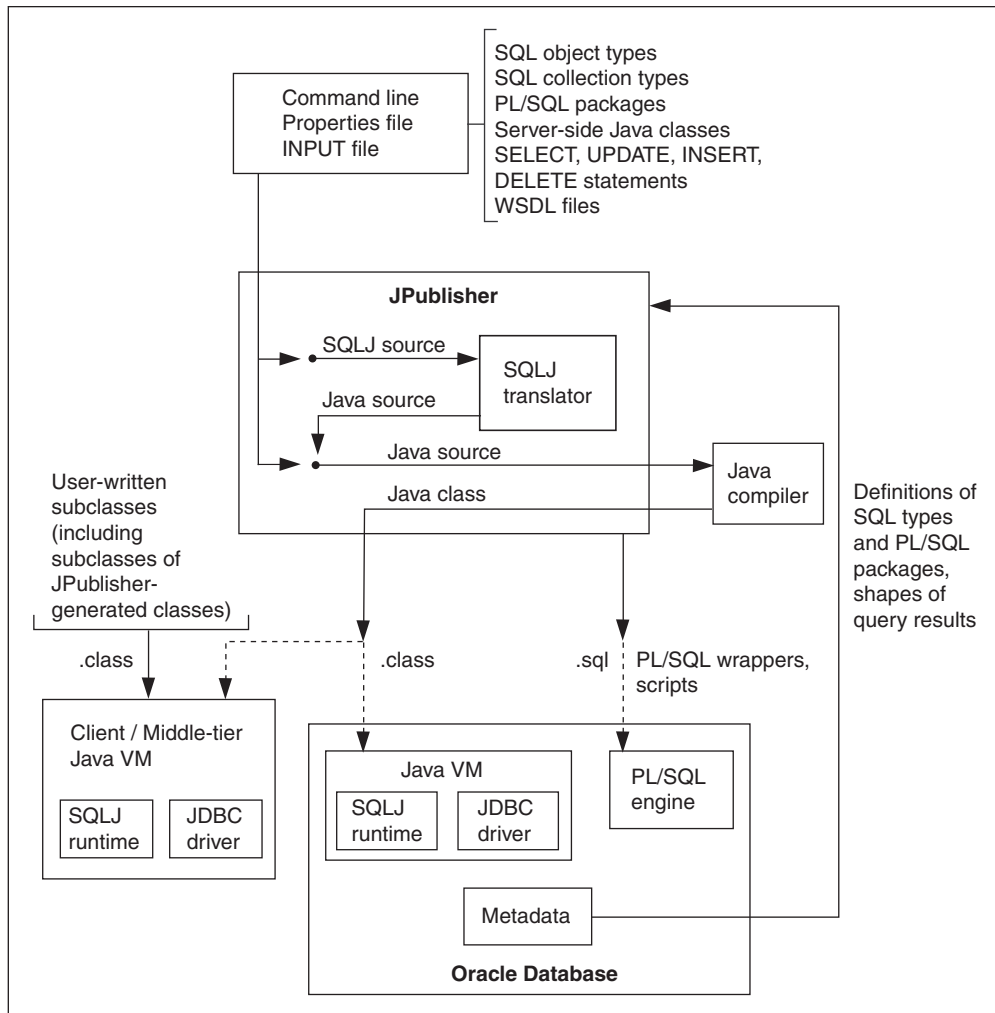 Command line
Properties file
INPUT file
SQL object types
SQL collection types
PL/SQL packages
Server-side Java classes
SELECT, UPDATE, INSERT,
DELETE statements
WSDL files
JPublisher
SQLJ source
SQLJ
translator
Java source
Java source
Java
compiler
Java class
User-written
subclasses
(including
subclasses of
JPublisher-
generated classes)
Definitions of
SQL types
and PL/SQL
packages,
shapes of
query results
.class
.class
.sql
PL/SQL wrappers,
scripts
Client / Middle-tier
Java VM
SQLJ
runtime
JDBC
driver
Java VM
SQLJ
runtime
JDBC
driver
PL/SQL
engine
Metadata
Oracle Database